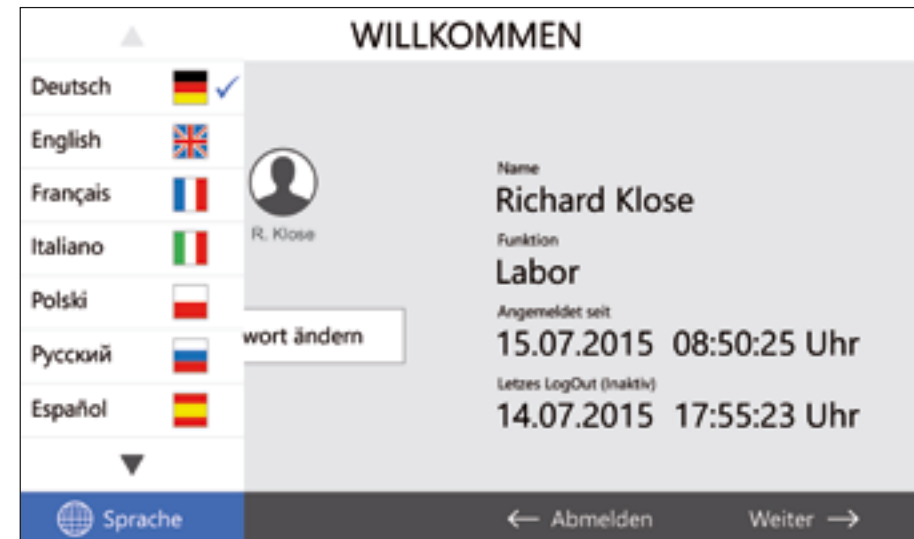 WILLKOMMEN
Deutsch
English
Français
Italiano
Polski
Русский
Español
R. Klose
wort ändern
Name
Richard Klose
Funktion
Labor
Angemeldet seit
15.07.2015 08:50:25 Uhr
Letzes LogOut (Inaktiv)
14.07.2015 17:55:23 Uhr
Sprache
← Abmelden
Weiter →